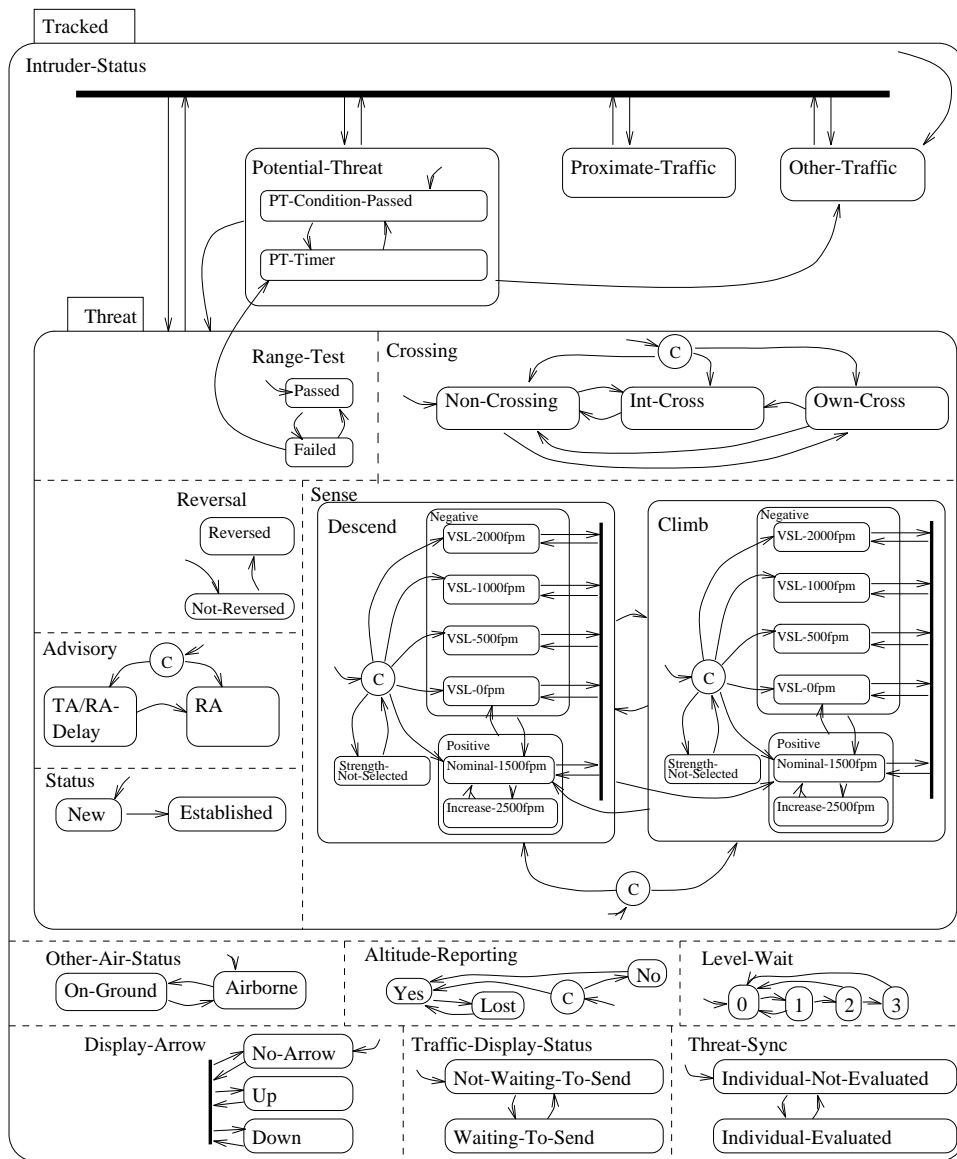 Tracked
Intruder-Status
Potential-Threat
PT-Condition-Passed
PT-Timer
Proximate-Traffic
Other-Traffic
Threat
Range-Test
Passed
Failed
Crossing
C
Non-Crossing
Int-Cross
Own-Cross
Reversal
Reversed
Not-Reversed
Advisory
C
TA/RA-
Delay
RA
Status
New
Established
Sense
Descend
Negative
VSL-2000fpm
VSL-1000fpm
VSL-500fpm
C
VSL-0fpm
Positive
Strength-
Not-Selected
Nominal-1500fpm
Increase-2500fpm
Climb
Negative
VSL-2000fpm
VSL-1000fpm
VSL-500fpm
C
VSL-0fpm
Positive
Strength-
Not-Selected
Nominal-1500fpm
Increase-2500fpm
C
Other-Air-Status
On-Ground
Airborne
Altitude-Reporting
Yes
Lost
C
No
Level-Wait
0
1
2
3
Display-Arrow
No-Arrow
Up
Down
Traffic-Display-Status
Not-Waiting-To-Send
Waiting-To-Send
Threat-Sync
Individual-Not-Evaluated
Individual-Evaluated